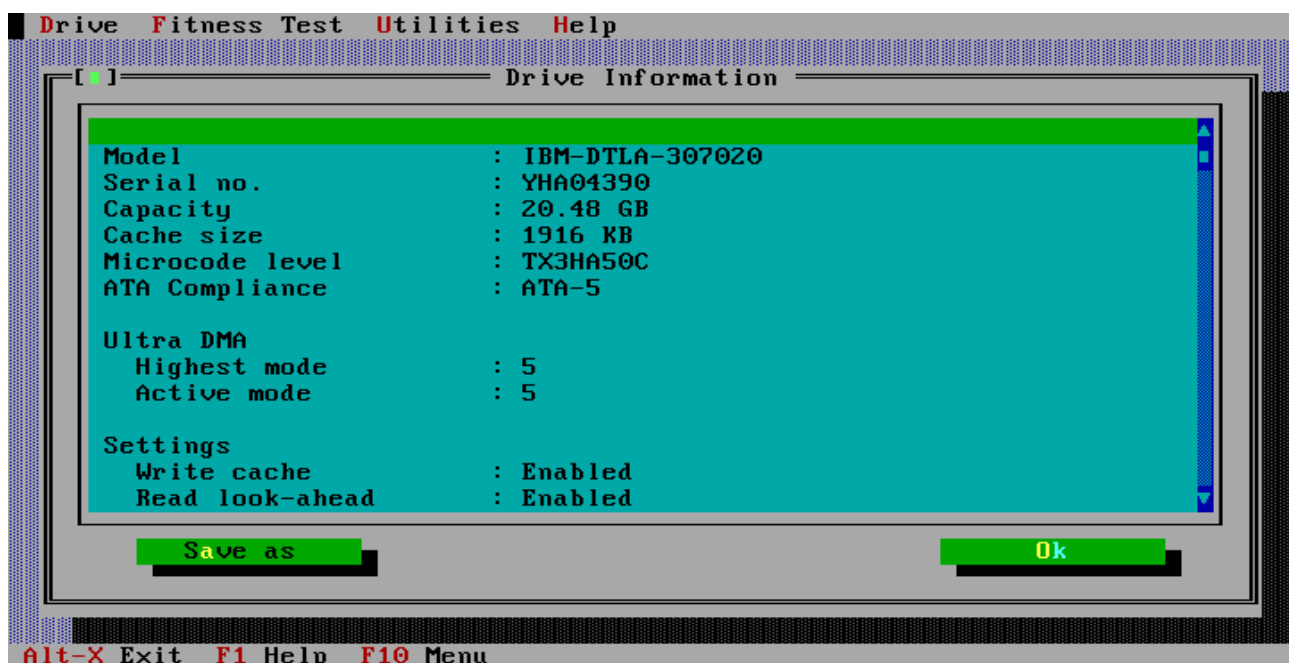 Drive Fitness Test Utilities Help
[ ] Drive Information
Model : IBM-DTLA-307020
Serial no. : YHA04390
Capacity : 20.48 GB
Cache size : 1916 KB
Microcode level : TX3HA50C
ATA Compliance : ATA-5
Ultra DMA
Highest mode : 5
Active mode : 5
Settings
Write cache : Enabled
Read look-ahead : Enabled
Save as Ok
Alt-X Exit F1 Help F10 Menu